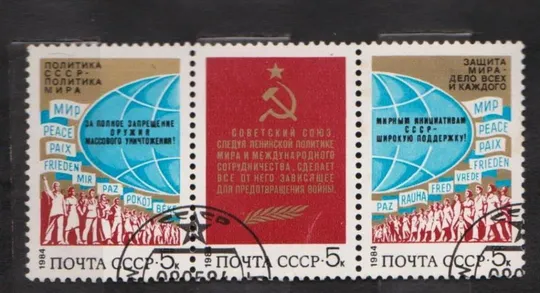 ПОЛИТИКА
СССР-
ПОЛИТИКА
МИРА
ЗА ПОЛНОЕ ЗАПРЕЩЕНИЕ
ОРУЖИЯ
МАССОВОГО УНИЧТОЖЕНИЯ!
МИР
PEACE
PAIX
FRIEDEN
MIR
PAZ
POKÓJ
BÉKE
1984
ПОЧТА СССР·5к
СОВЕТСКИЙ СОЮЗ,
СЛЕДУЯ ЛЕНИНСКОЙ ПОЛИТИКЕ
МИРА И МЕЖДУНАРОДНОГО
СОТРУДНИЧЕСТВА, СДЕЛАЕТ
ВСЕ ОТ НЕГО ЗАВИСЯЩЕЕ
ДЛЯ ПРЕДОТВРАЩЕНИЯ ВОЙНЫ.
1984
ПОЧТА СССР·5к
ЗАЩИТА
МИРА-
ДЕЛО ВСЕХ
И КАЖДОГО
МИРНЫМ ИНИЦИАТИВАМ
СССР-
ШИРОКУЮ ПОДДЕРЖКУ!
МИР
PEACE
PAIX
FRIEDEN
VREDE
FRED
RAUHA
PAZ
1984
ПОЧТА СССР·5к